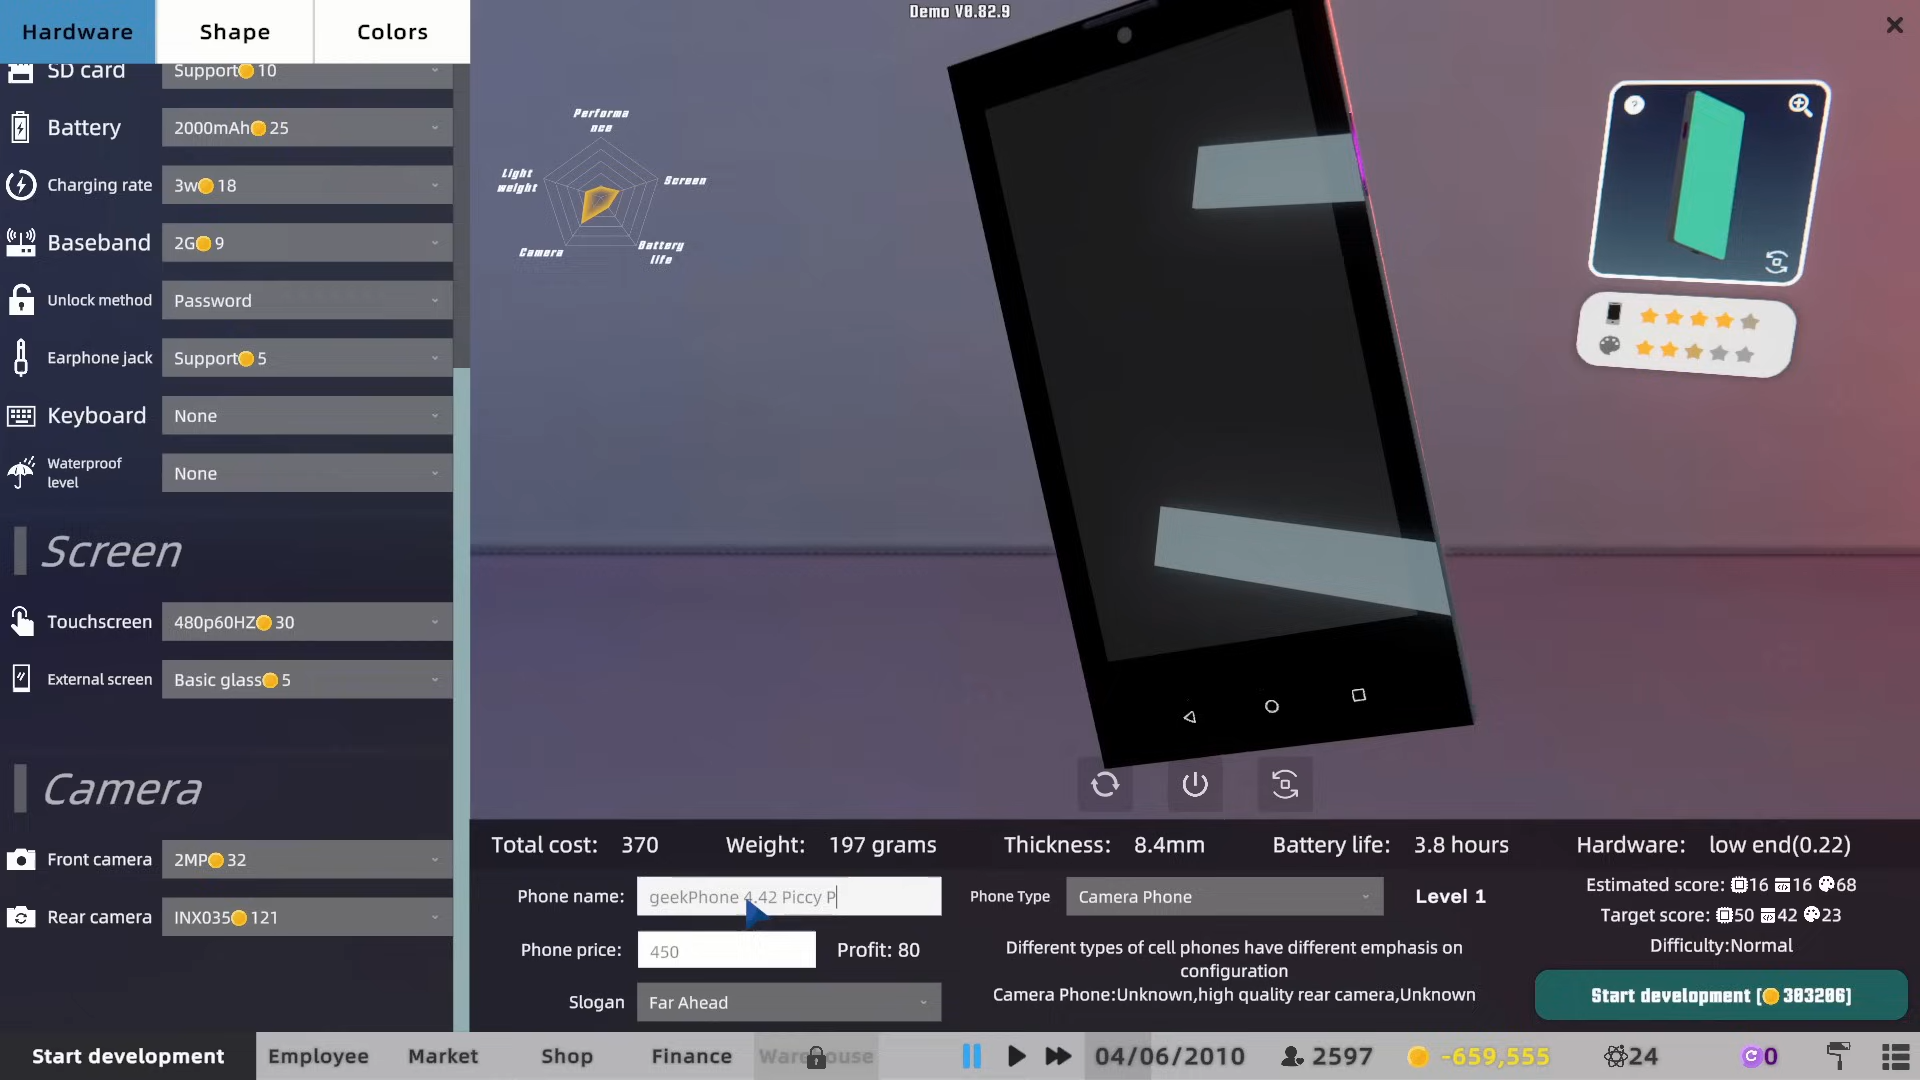 Demo V0.82.9
Hardware
Shape
Colors
SD card
Support 10
Battery
2000mAh 25
Charging rate
3w 18
Baseband
2G 9
Unlock method
Password
Earphone jack
Support 5
Keyboard
None
Waterproof
level
None
Screen
Touchscreen
480p60HZ 30
External screen
Basic glass 5
Camera
Front camera
2MP 32
Rear camera
INX035 121
Performa
nce
Light
weight
Screen
Camera
Battery
life
Total cost: 370
Weight: 197 grams
Thickness: 8.4mm
Battery life: 3.8 hours
Hardware: low end(0.22)
Phone name:
geekPhone 4.42 Piccy P
Phone Type
Camera Phone
Level 1
Phone price:
450
Profit: 80
Slogan
Far Ahead
Different types of cell phones have different emphasis on
configuration
Camera Phone:Unknown,high quality rear camera,Unknown
Estimated score: 16 16 68
Target score: 50 42 23
Difficulty:Normal
Start development [ 383206]
Start development
Employee
Market
Shop
Finance
Warehouse
04/06/2010
2597
-659,555
24
0